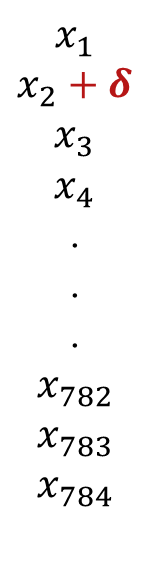 x₁
x₂ + δ
x₃
x₄
.
.
.
x₇₈₂
x₇₈₃
x₇₈₄